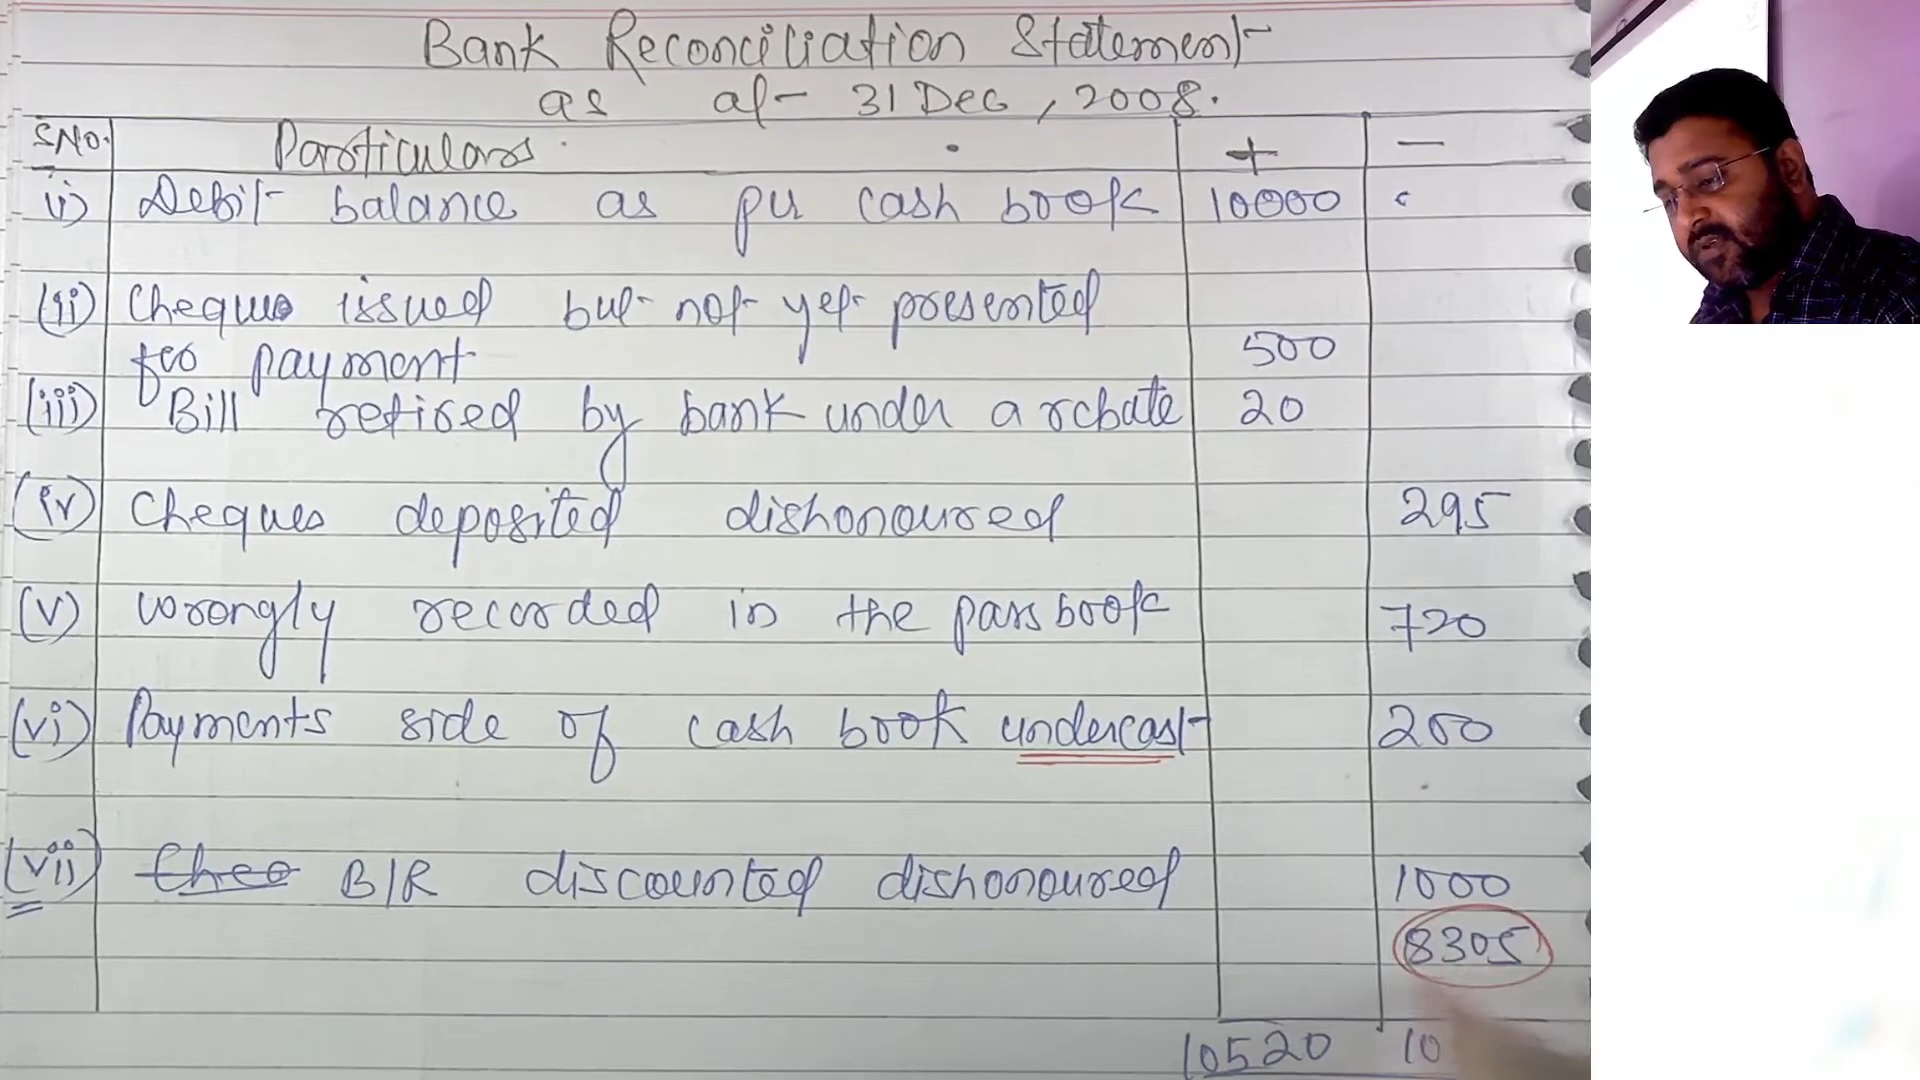 Bank Reconciliation Statement
as at 31 Dec, 2008.
S No. Particulars. + -
(i) Debit balance as per cash book 10000
(ii) Cheques issued but not yet presented
for payment 500
(iii) Bill retired by bank under a rebate 20
(iv) Cheques deposited dishonoured 295
(v) wrongly recorded in the passbook 720
(vi) Payments side of cash book undercast 200
(vii) B/R discounted dishonoured 1000
8305
10520 10